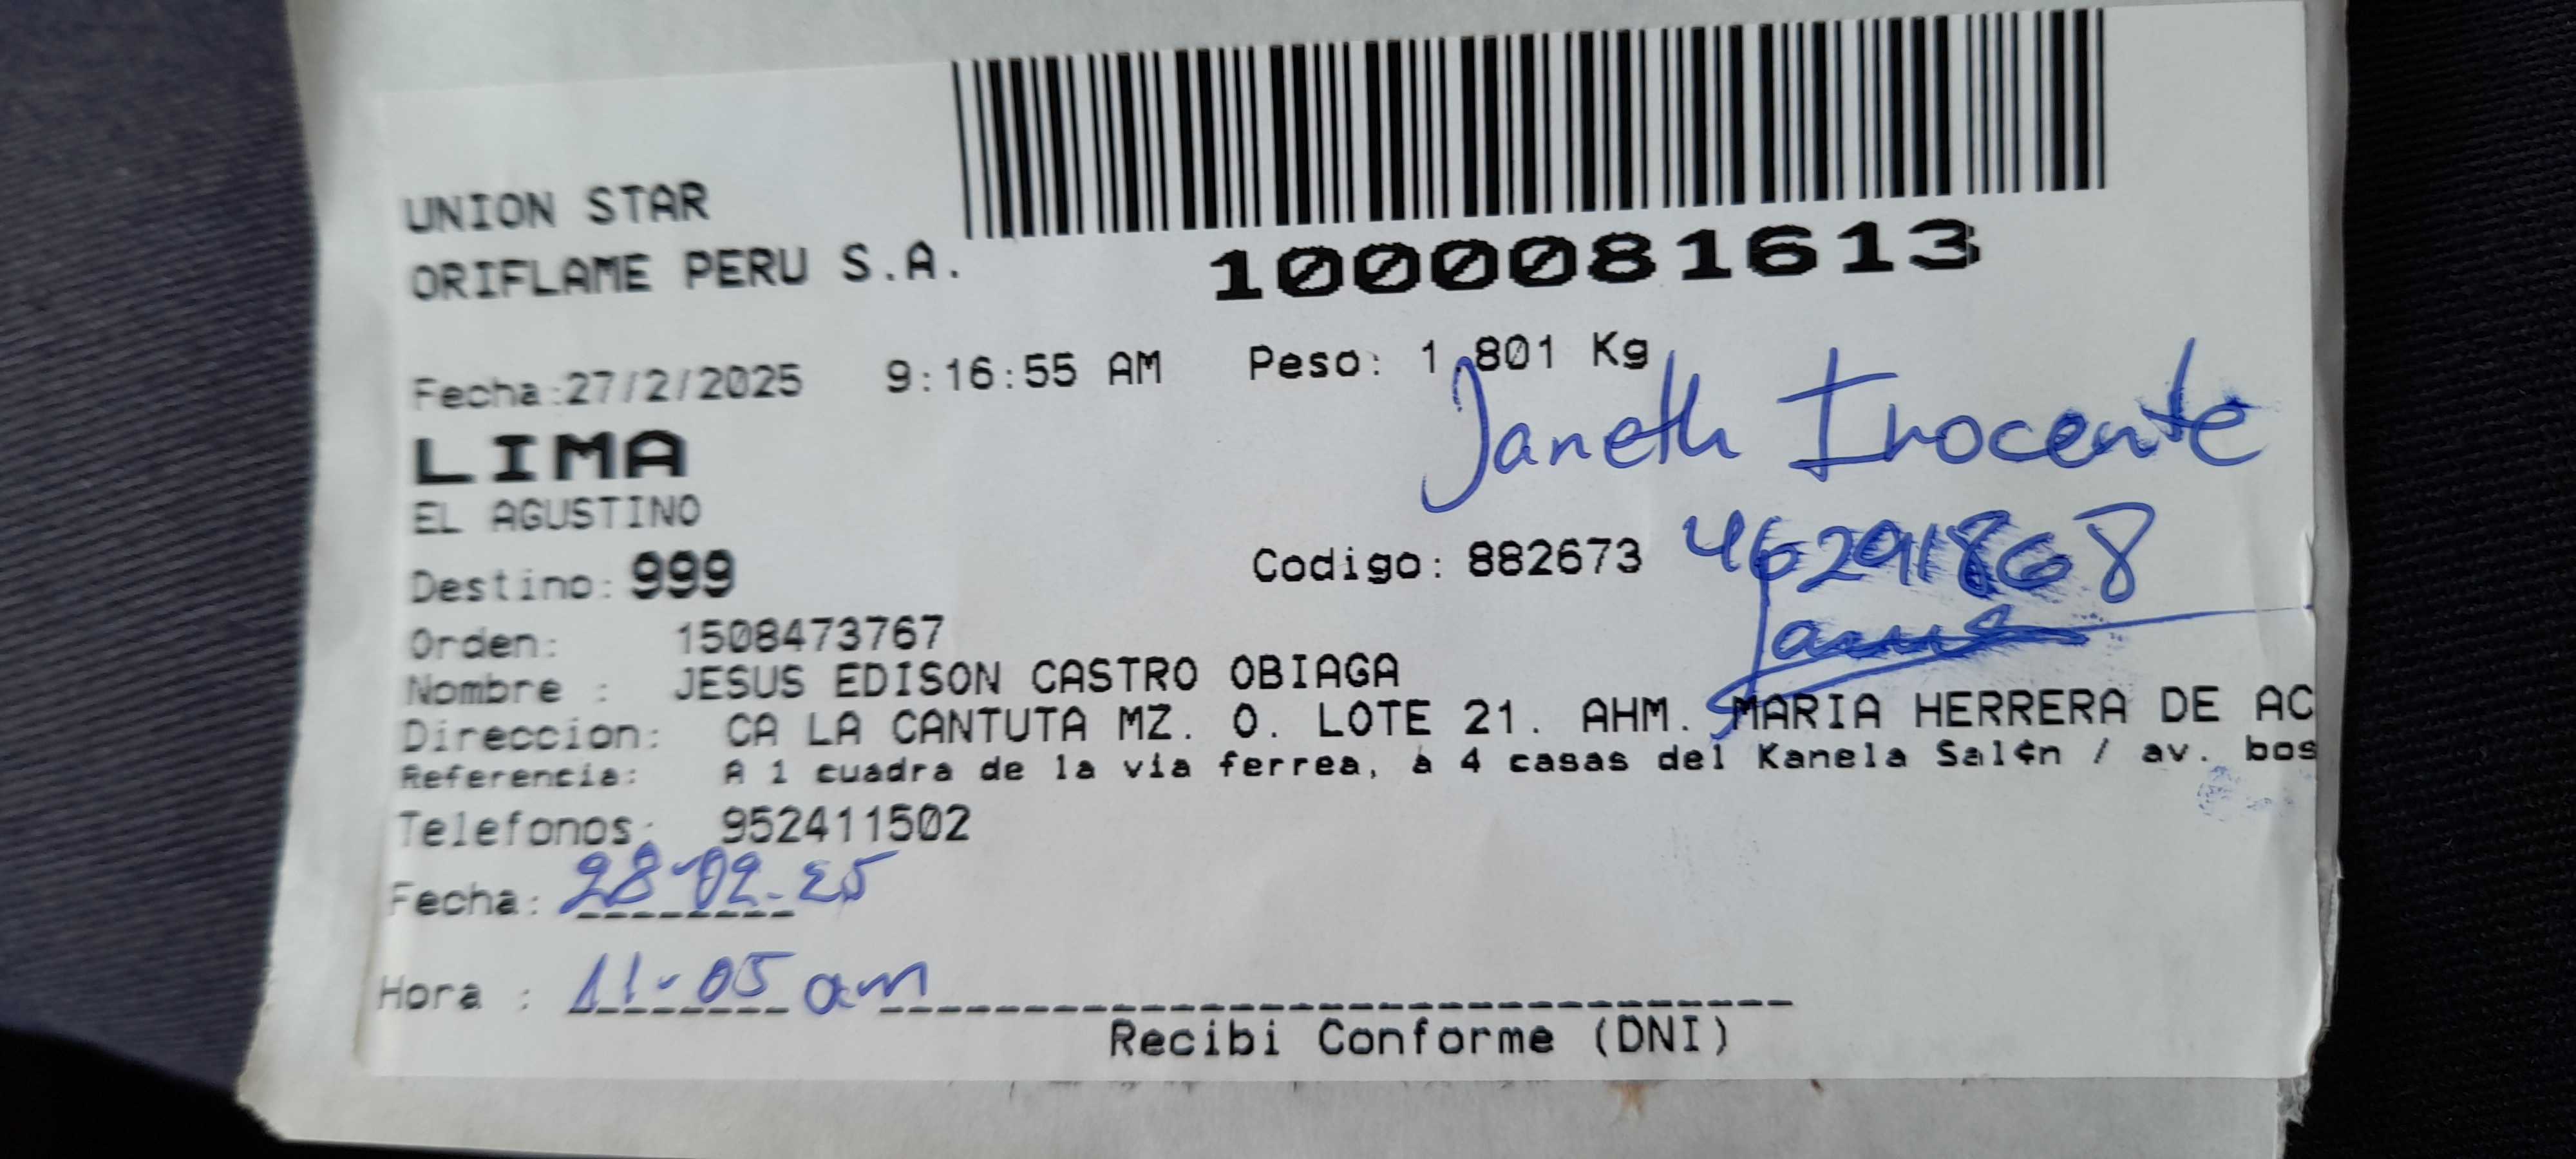 UNION STAR
ORIFLAME PERU S.A.
1000081613
Fecha:27/2/2025 9:16:55 AM Peso: 1.801 Kg
LIMA
Janeth Inocente
EL AGUSTINO
Destino: 999 Codigo: 882673 46291868
Orden: 1508473767
Nombre : JESUS EDISON CASTRO OBIAGA
Direccion: CA LA CANTUTA MZ. O. LOTE 21. AHM. MARIA HERRERA DE AC
Referencia: A 1 cuadra de la via ferrea, a 4 casas del Kanela Sal¢n / av. bos
Telefonos: 952411502
Fecha: 28-02-25
Hora : 11-05 am
Recibi Conforme (DNI)